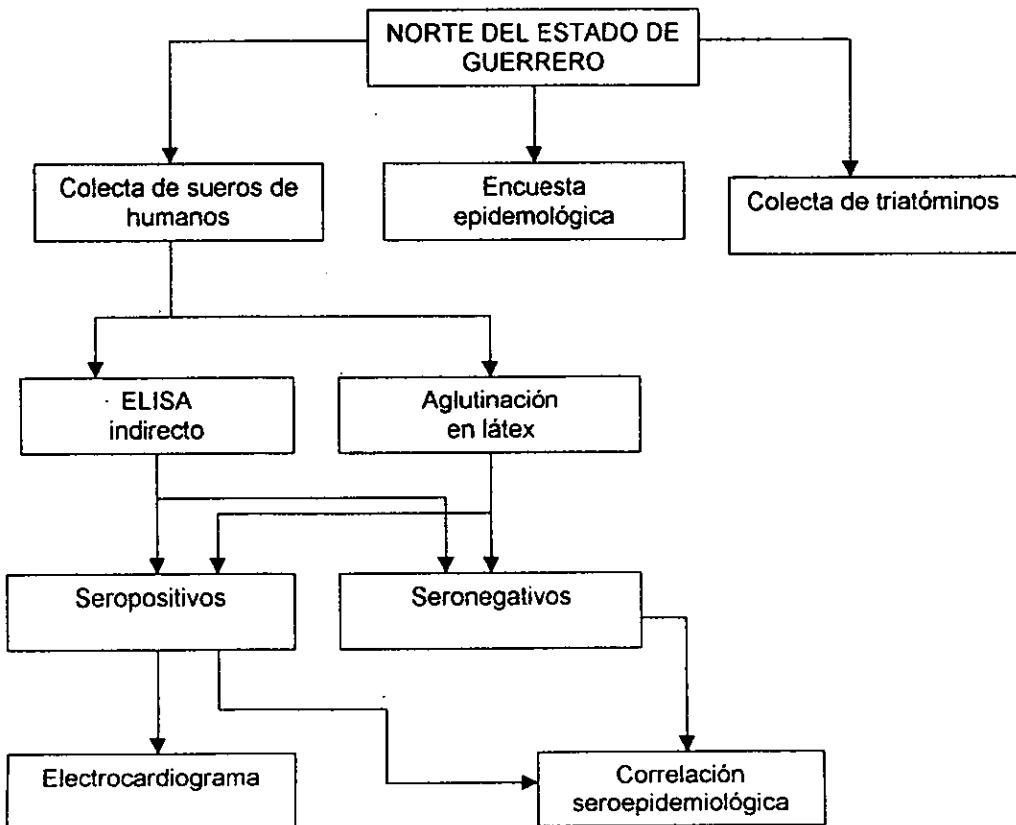 NORTE DEL ESTADO DE
GUERRERO
Colecta de sueros de
humanos
Encuesta
epidemológica
Colecta de triatóminos
ELISA
indirecto
Aglutinación
en látex
Seropositivos
Seronegativos
Electrocardiograma
Correlación
seroepidemiológica